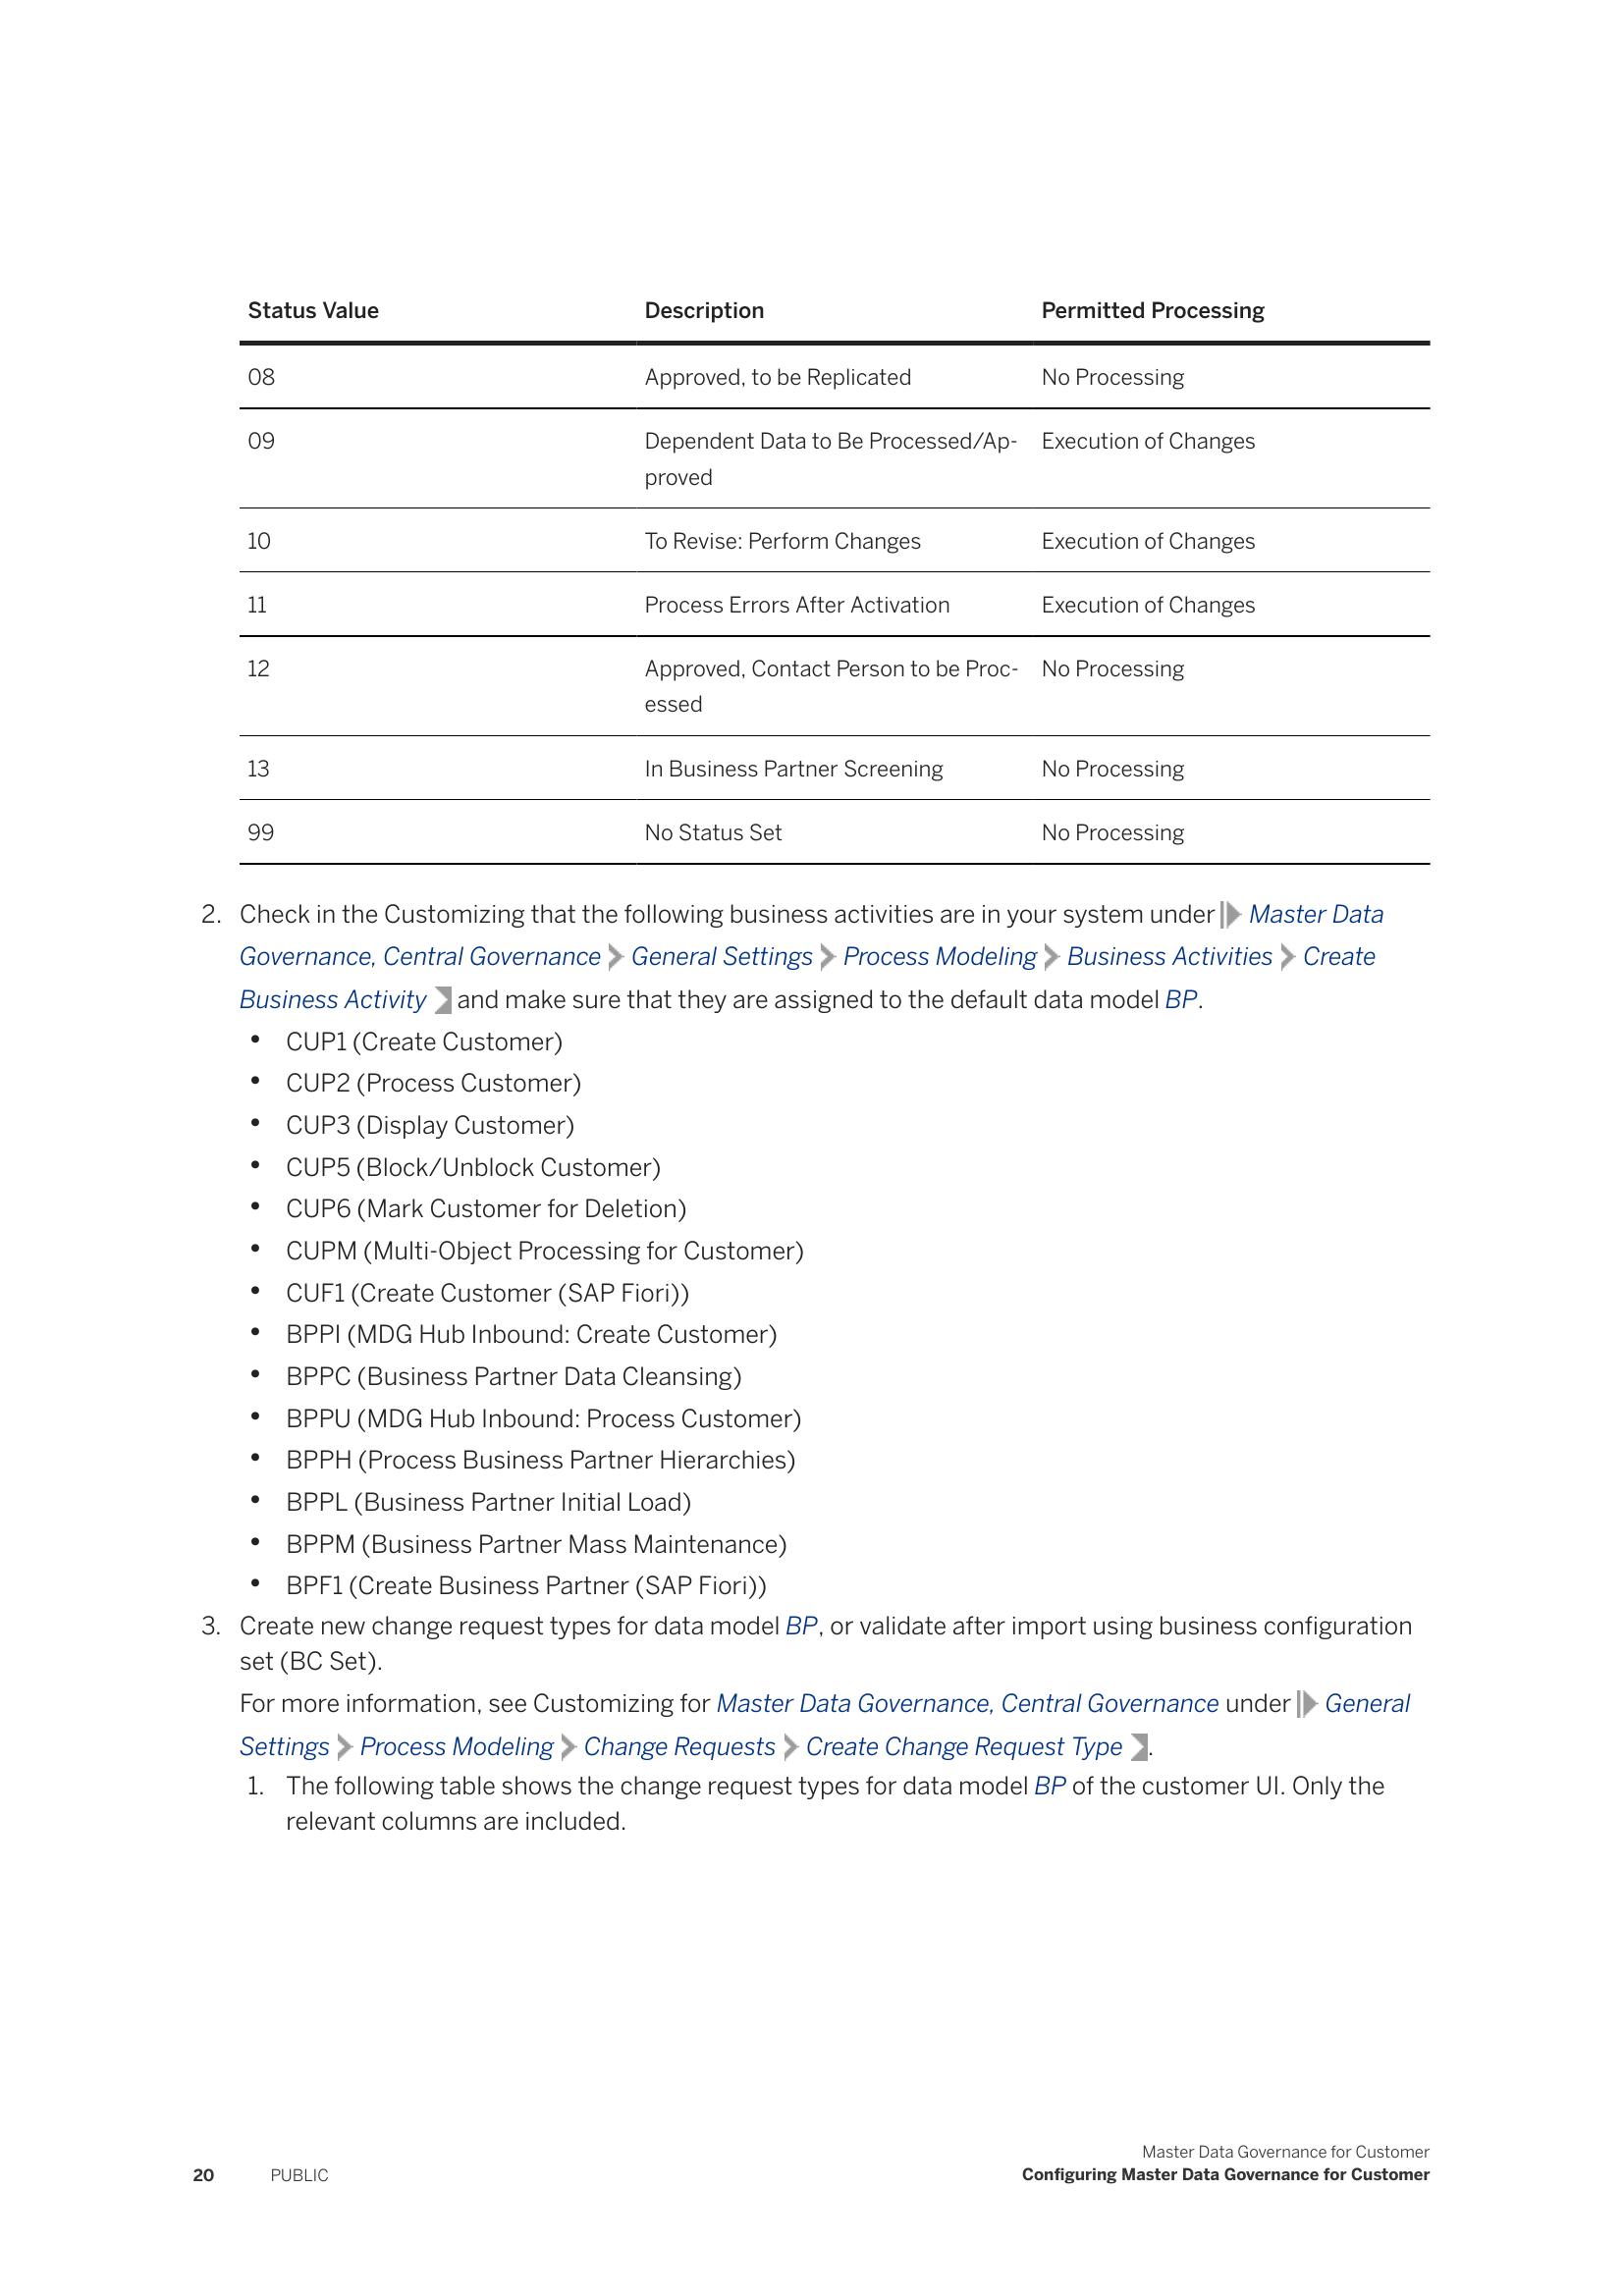 Status Value Description Permitted Processing
08 Approved, to be Replicated No Processing
09 Dependent Data to Be Processed/Ap- Execution of Changes
proved
10 To Revise: Perform Changes Execution of Changes
11 Process Errors After Activation Execution of Changes
12 Approved, Contact Person to be Proc- No Processing
essed
13 In Business Partner Screening No Processing
99 No Status Set No Processing
2. Check in the Customizing that the following business activities are in your system under Master Data
Governance, Central Governance General Settings Process Modeling Business Activities Create
Business Activity and make sure that they are assigned to the default data model BP.
• CUP1 (Create Customer)
• CUP2 (Process Customer)
• CUP3 (Display Customer)
• CUP5 (Block/Unblock Customer)
• CUP6 (Mark Customer for Deletion)
• CUPM (Multi-Object Processing for Customer)
• CUF1 (Create Customer (SAP Fiori))
• BPPI (MDG Hub Inbound: Create Customer)
• BPPC (Business Partner Data Cleansing)
• BPPU (MDG Hub Inbound: Process Customer)
• BPPH (Process Business Partner Hierarchies)
• BPPL (Business Partner Initial Load)
• BPPM (Business Partner Mass Maintenance)
• BPF1 (Create Business Partner (SAP Fiori))
3. Create new change request types for data model BP, or validate after import using business configuration
set (BC Set).
For more information, see Customizing for Master Data Governance, Central Governance under General
Settings Process Modeling Change Requests Create Change Request Type .
1. The following table shows the change request types for data model BP of the customer UI. Only the
relevant columns are included.
Master Data Governance for Customer
20 PUBLIC Configuring Master Data Governance for Customer